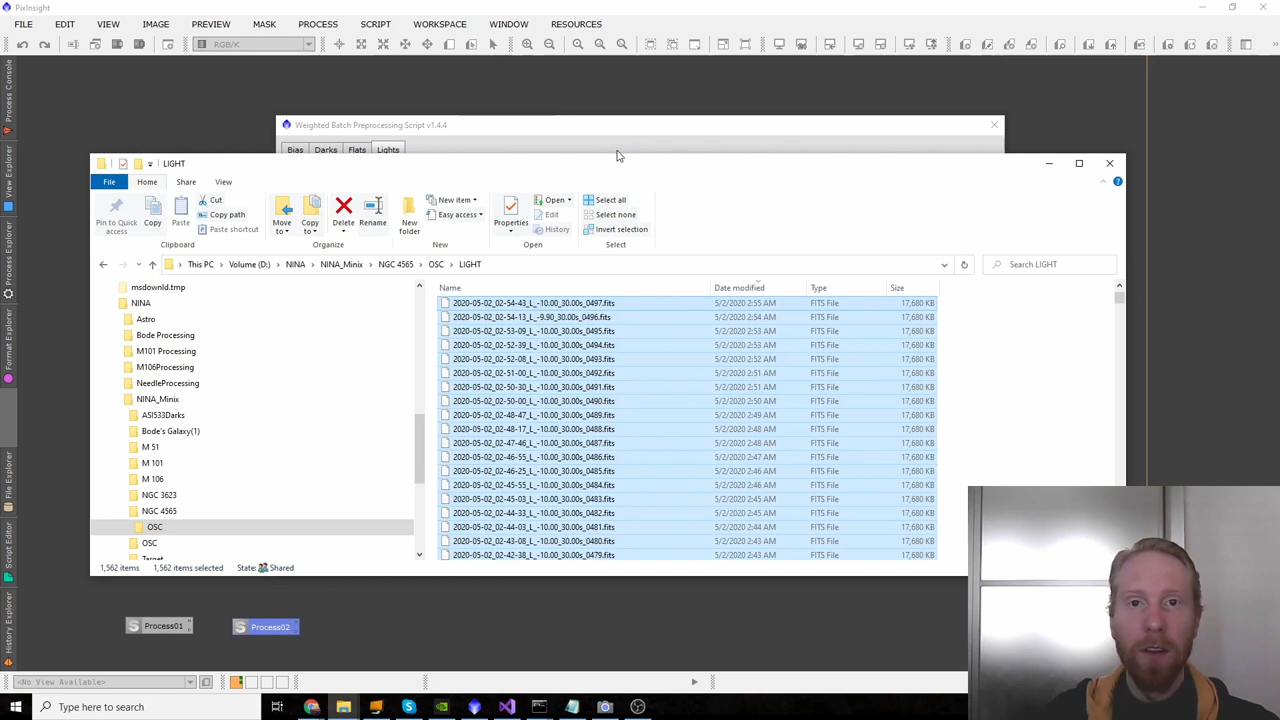 PixInsight
FILE EDIT VIEW IMAGE PREVIEW MASK PROCESS SCRIPT WORKSPACE WINDOW RESOURCES
RGB/K
Process Console
View Explorer
Process Explorer
Format Explorer
File Explorer
Script Editor
History Explorer
Weighted Batch Preprocessing Script v1.4.4
Bias Darks Flats Lights
LIGHT
File Home Share View
Pin to Quick access
Copy
Paste
Cut
Copy path
Paste shortcut
Clipboard
Move to
Copy to
Delete
Rename
Organize
New folder
New item
Easy access
New
Properties
Open
Edit
History
Open
Select all
Select none
Invert selection
Select
This PC > Volume (D:) > NINA > NINA_Minix > NGC 4565 > OSC > LIGHT
Search LIGHT
msdownld.tmp
NINA
Astro
Bode Processing
M101 Processing
M106Processing
NeedleProcessing
NINA_Minix
ASI533Darks
Bode's Galaxy(1)
M 51
M 101
M 106
NGC 3623
NGC 4565
OSC
OSC
Target
Name Date modified Type Size
2020-05-02_02-54-43_L_-10.00_30.00s_0497.fits 5/2/2020 2:55 AM FITS File 17,680 KB
2020-05-02_02-54-13_L_-9.90_30.00s_0496.fits 5/2/2020 2:54 AM FITS File 17,680 KB
2020-05-02_02-53-09_L_-10.00_30.00s_0495.fits 5/2/2020 2:53 AM FITS File 17,680 KB
2020-05-02_02-52-39_L_-10.00_30.00s_0494.fits 5/2/2020 2:53 AM FITS File 17,680 KB
2020-05-02_02-52-08_L_-10.00_30.00s_0493.fits 5/2/2020 2:52 AM FITS File 17,680 KB
2020-05-02_02-51-00_L_-10.00_30.00s_0492.fits 5/2/2020 2:51 AM FITS File 17,680 KB
2020-05-02_02-50-30_L_-10.00_30.00s_0491.fits 5/2/2020 2:51 AM FITS File 17,680 KB
2020-05-02_02-50-00_L_-10.00_30.00s_0490.fits 5/2/2020 2:50 AM FITS File 17,680 KB
2020-05-02_02-48-47_L_-10.00_30.00s_0489.fits 5/2/2020 2:49 AM FITS File 17,680 KB
2020-05-02_02-48-17_L_-10.00_30.00s_0488.fits 5/2/2020 2:48 AM FITS File 17,680 KB
2020-05-02_02-47-46_L_-10.00_30.00s_0487.fits 5/2/2020 2:48 AM FITS File 17,680 KB
2020-05-02_02-46-55_L_-10.00_30.00s_0486.fits 5/2/2020 2:47 AM FITS File 17,680 KB
2020-05-02_02-46-25_L_-10.00_30.00s_0485.fits 5/2/2020 2:46 AM FITS File 17,680 KB
2020-05-02_02-45-55_L_-10.00_30.00s_0484.fits 5/2/2020 2:46 AM FITS File 17,680 KB
2020-05-02_02-45-03_L_-10.00_30.00s_0483.fits 5/2/2020 2:45 AM FITS File 17,680 KB
2020-05-02_02-44-33_L_-10.00_30.00s_0482.fits 5/2/2020 2:45 AM FITS File 17,680 KB
2020-05-02_02-44-03_L_-10.00_30.00s_0481.fits 5/2/2020 2:44 AM FITS File 17,680 KB
2020-05-02_02-43-08_L_-10.00_30.00s_0480.fits 5/2/2020 2:43 AM FITS File 17,680 KB
2020-05-02_02-42-38_L_-10.00_30.00s_0479.fits 5/2/2020 2:43 AM FITS File 17,680 KB
1,562 items 1,562 items selected State: Shared
Process01
Process02
<No View Available>
Type here to search